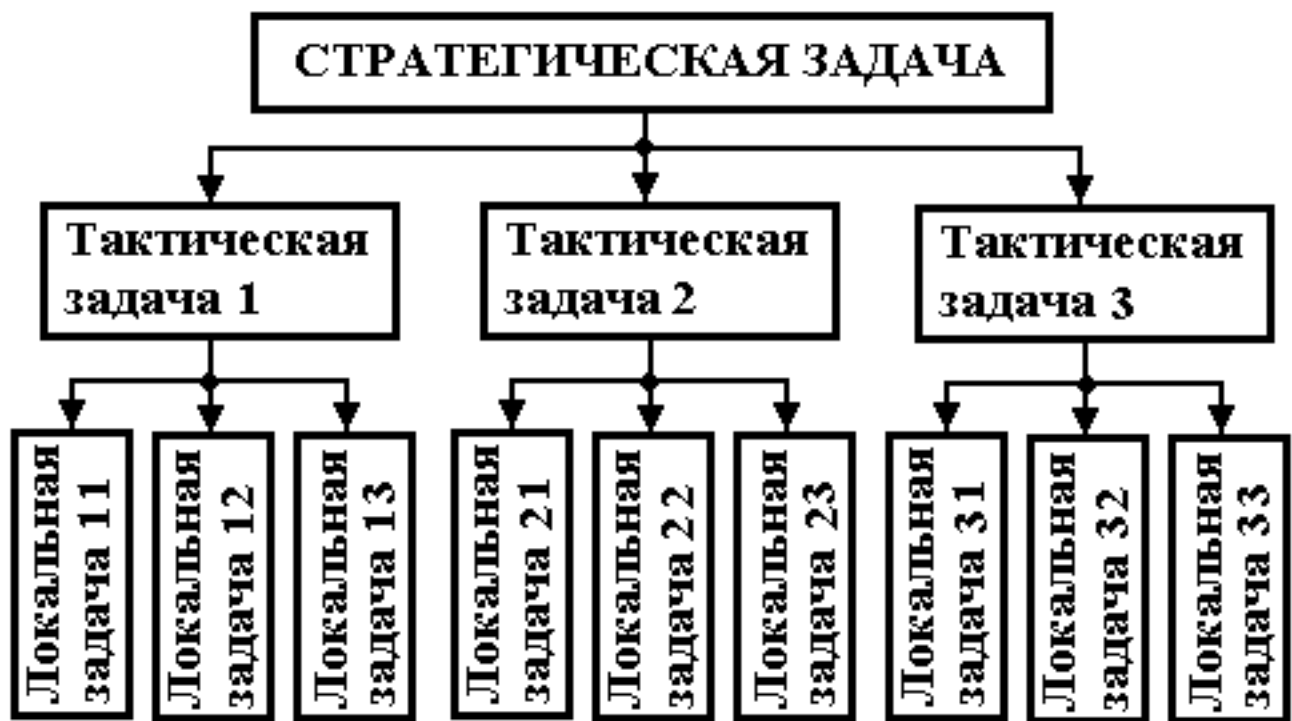 СТРАТЕГИЧЕСКАЯ ЗАДАЧА
Тактическая
задача 1
Тактическая
задача 2
Тактическая
задача 3
Локальная
задача 11
Локальная
задача 12
Локальная
задача 13
Локальная
задача 21
Локальная
задача 22
Локальная
задача 23
Локальная
задача 31
Локальная
задача 32
Локальная
задача 33